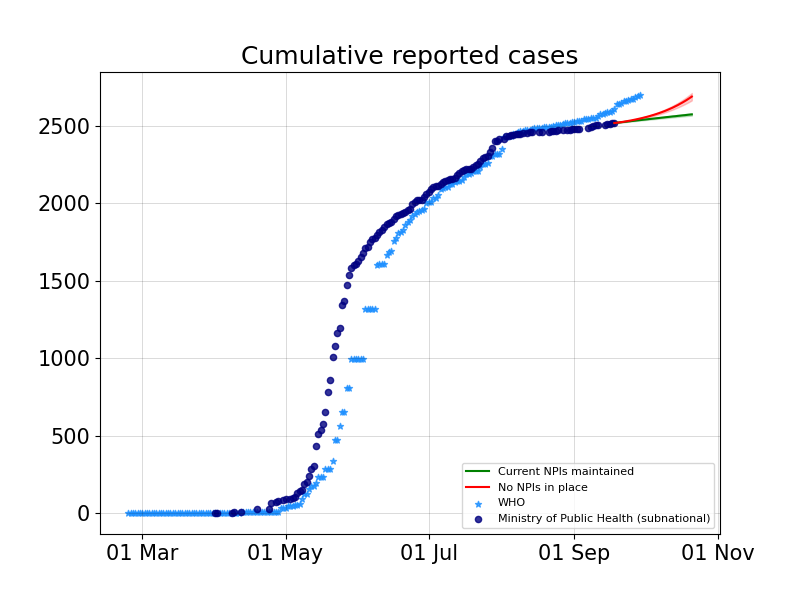 Cumulative reported cases
2500
2000
1500
1000
500
0
Current NPIs maintained
No NPIs in place
WHO
Ministry of Public Health (subnational)
01 Mar
01 May
01 Jul
01 Sep
01 Nov